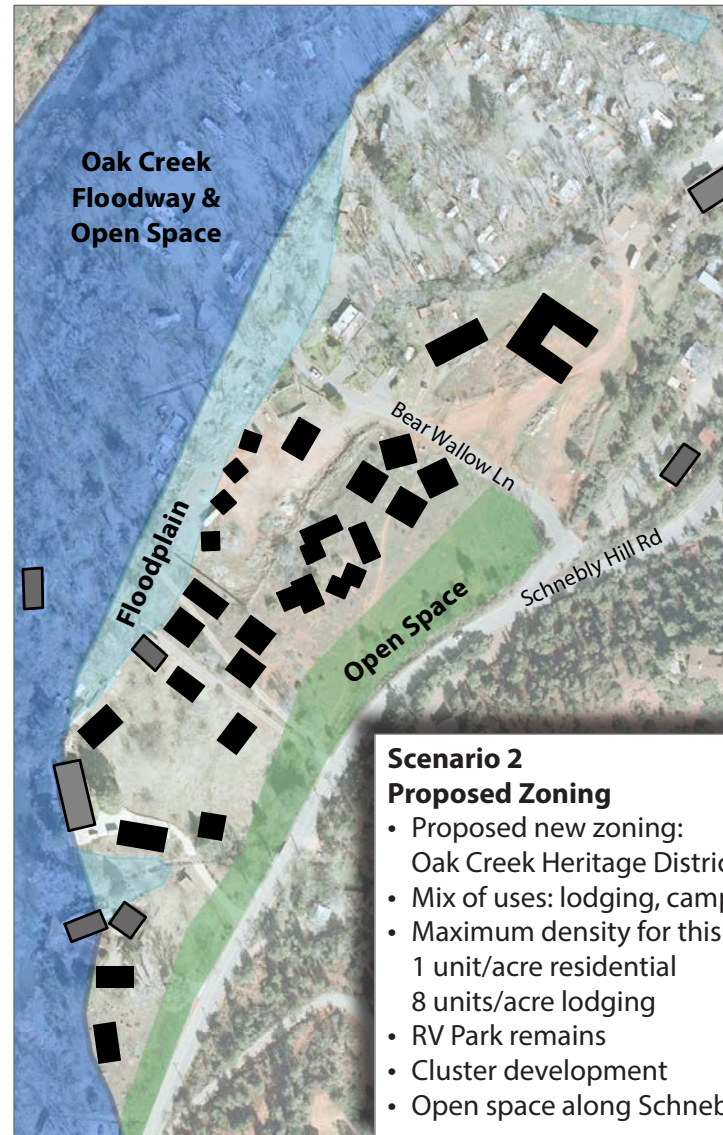 Oak Creek
Floodway &
Open Space
Bear Wallow Ln
Floodplain
Schnebly Hill Rd
Open Space
Scenario 2
Proposed Zoning
• Proposed new zoning:
Oak Creek Heritage Distric
• Mix of uses: lodging, camp
• Maximum density for this
1 unit/acre residential
8 units/acre lodging
• RV Park remains
• Cluster development
• Open space along Schneb